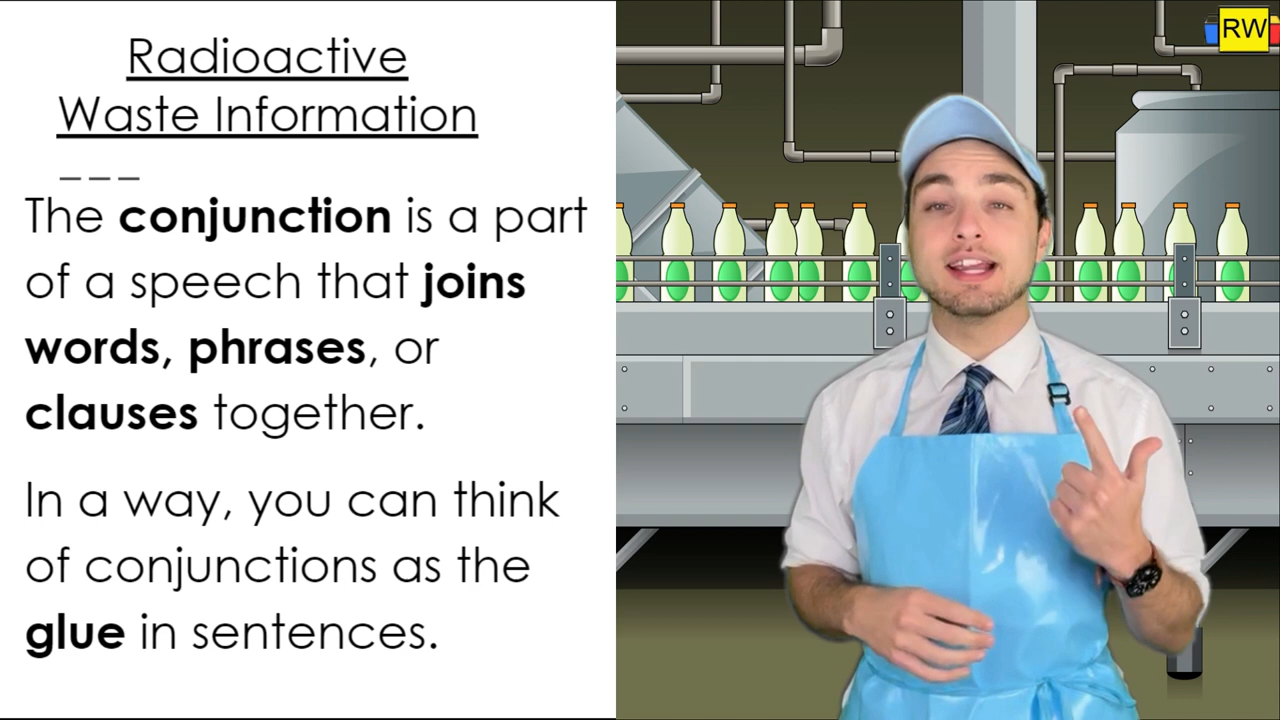 Radioactive
Waste Information
___
The conjunction is a part
of a speech that joins
words, phrases, or
clauses together.
In a way, you can think
of conjunctions as the
glue in sentences.
RW